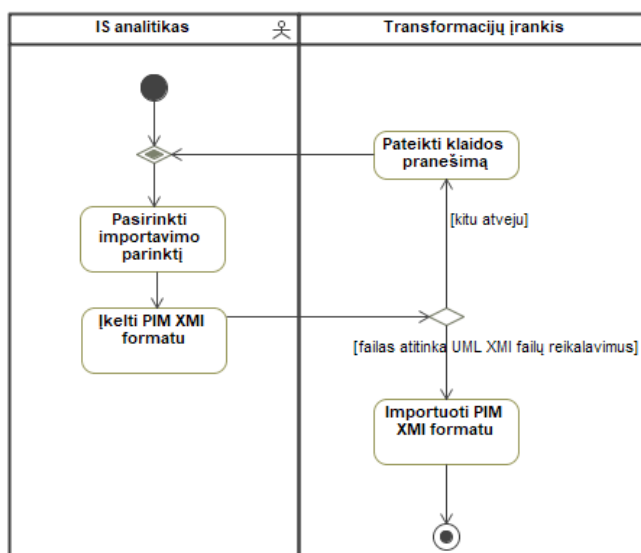 IS analitikas
Transformacijų įrankis
Pateikti klaidos
pranešimą
[kitu atveju]
Pasirinkti
importavimo
parinktį
Įkelti PIM XMI
formatu
[failas atitinka UML XMI failų reikalavimus]
Importuoti PIM
XMI formatu